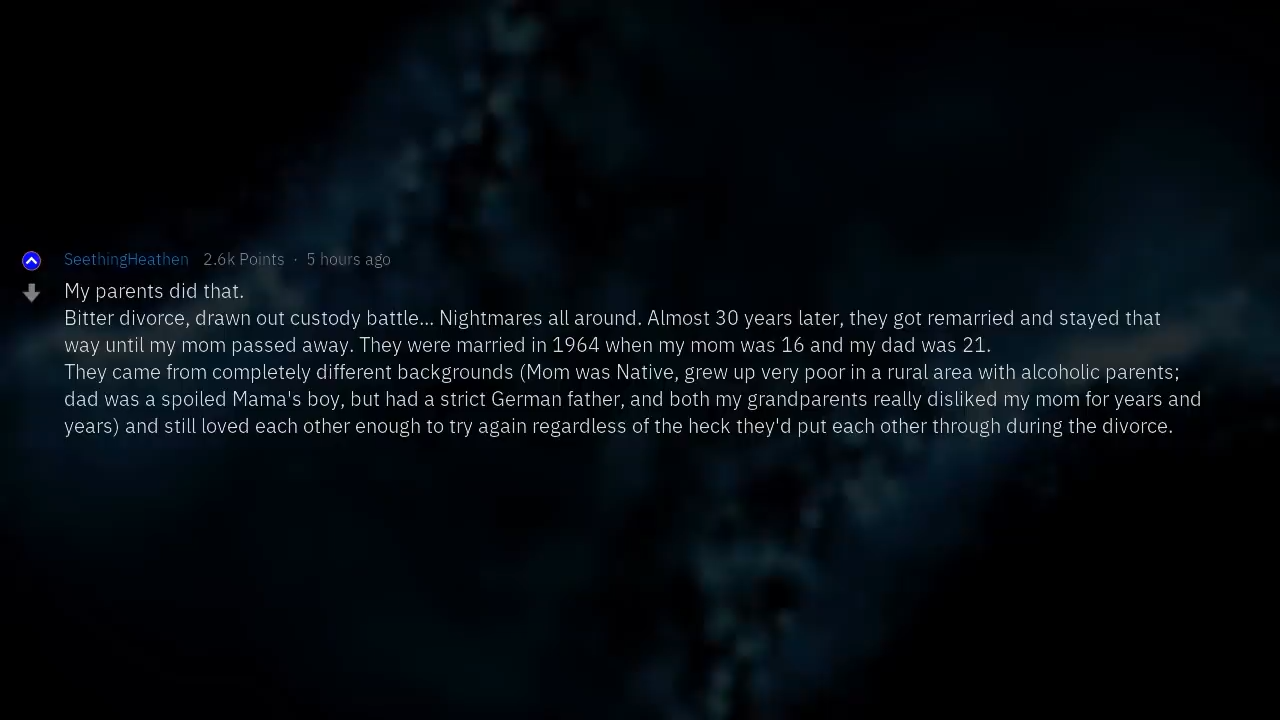 SeethingHeathen 2.6k Points · 5 hours ago
My parents did that.
Bitter divorce, drawn out custody battle... Nightmares all around. Almost 30 years later, they got remarried and stayed that
way until my mom passed away. They were married in 1964 when my mom was 16 and my dad was 21.
They came from completely different backgrounds (Mom was Native, grew up very poor in a rural area with alcoholic parents;
dad was a spoiled Mama's boy, but had a strict German father, and both my grandparents really disliked my mom for years and
years) and still loved each other enough to try again regardless of the heck they'd put each other through during the divorce.